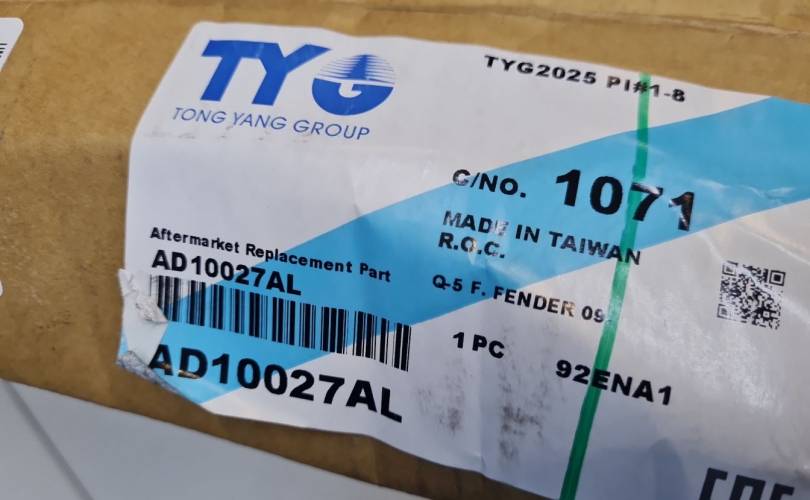 TYG
TONG YANG GROUP
TYG2025 PI#1-8
C/NO. 1071
MADE IN TAIWAN
R.O.C.
Aftermarket Replacement Part
AD10027AL
Q-5 F. FENDER 09
1 PC
92ENA1
AD10027AL